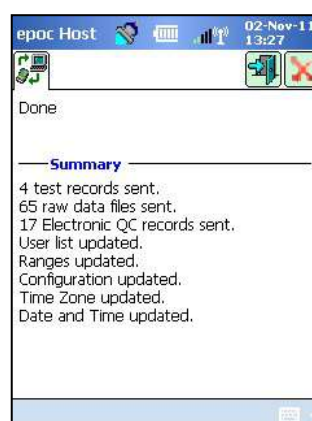 epoc Host
02-Nov-11
13:27
Done
Summary
4 test records sent.
65 raw data files sent.
17 Electronic QC records sent.
User list updated.
Ranges updated.
Configuration updated.
Time Zone updated.
Date and Time updated.